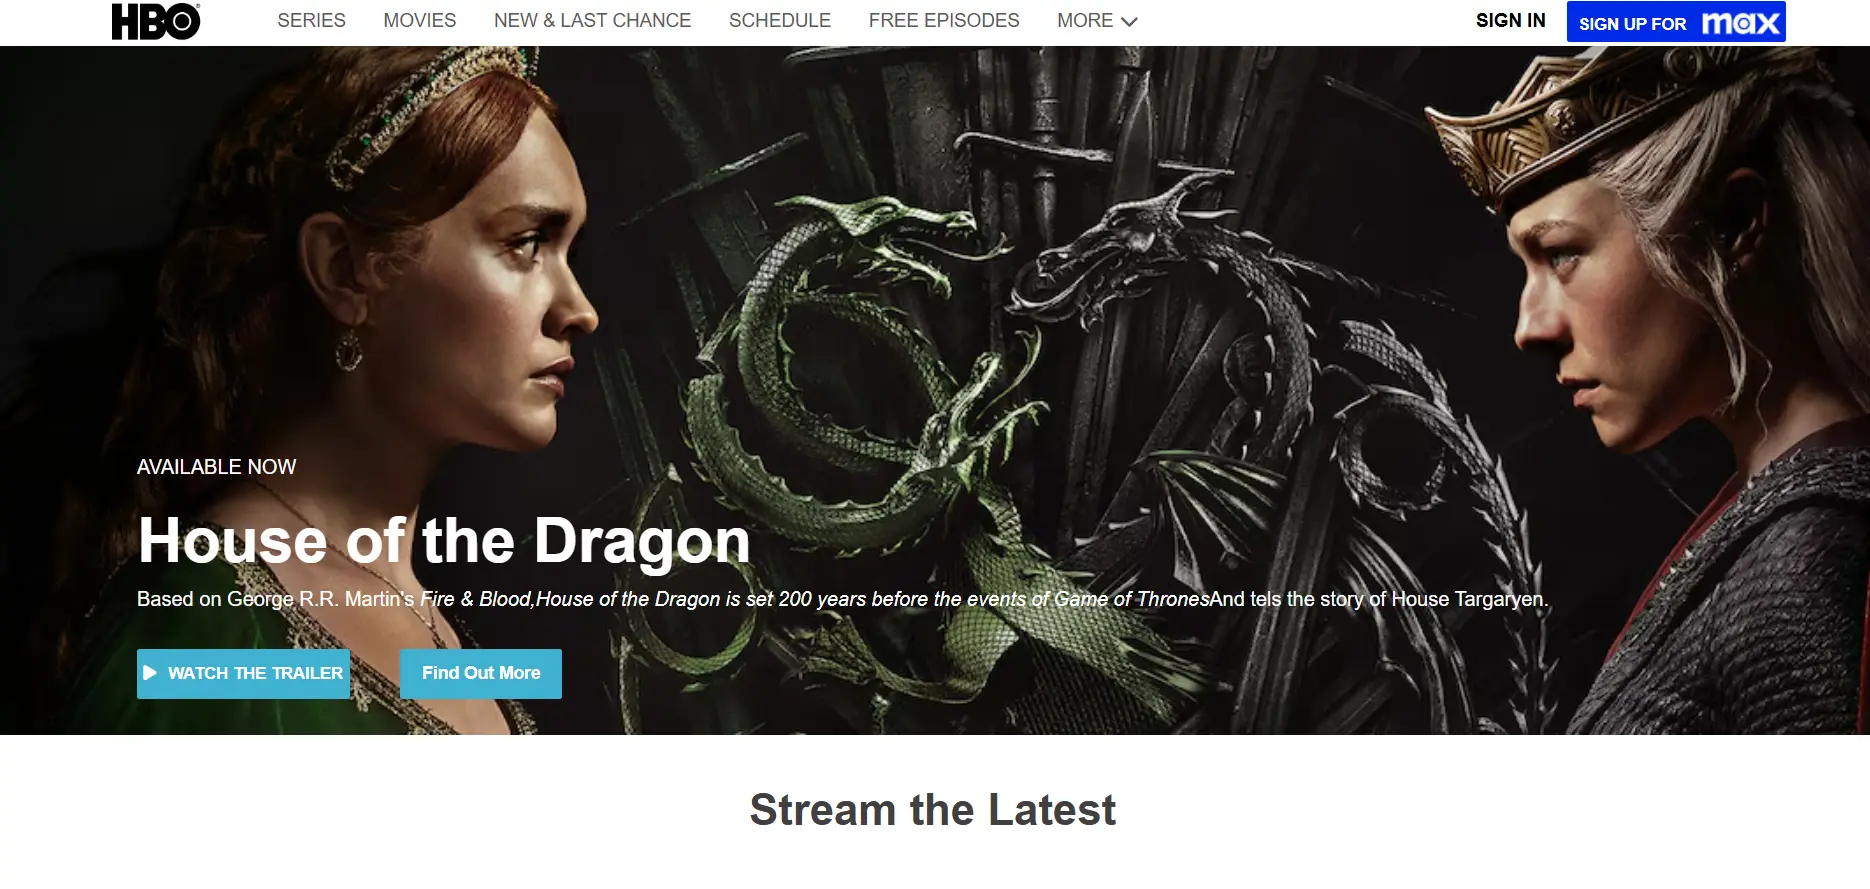 HBO®
SERIES MOVIES NEW & LAST CHANCE SCHEDULE FREE EPISODES MORE SIGN IN SIGN UP FOR max
AVAILABLE NOW
House of the Dragon
Based on George R.R. Martin's Fire & Blood,House of the Dragon is set 200 years before the events of Game of ThronesAnd tels the story of House Targaryen.
WATCH THE TRAILER Find Out More
Stream the Latest